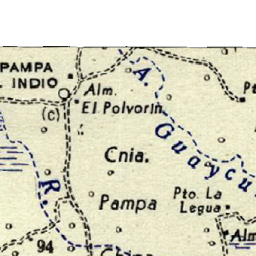 PAMPA
INDIO
Alm.
El Polvorin
(c)
A. Guaycu
Cnia.
Pampa
R.
Pto. La
Legua
Alm
94